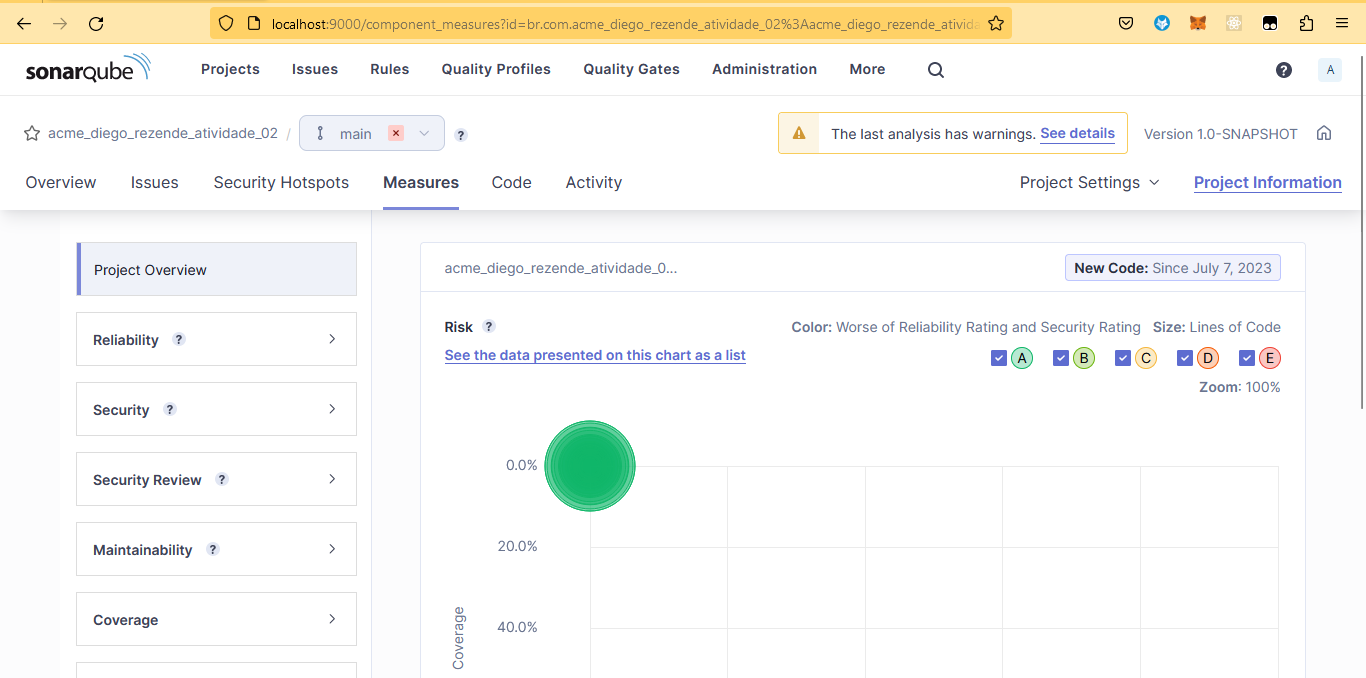 localhost:9000/component_measures?id=br.com.acme_diego_rezende_atividade_02%3Aacme_diego_rezende_ativida
sonarqube Projects Issues Rules Quality Profiles Quality Gates Administration More ? A
acme_diego_rezende_atividade_02 / main ? The last analysis has warnings. See details Version 1.0-SNAPSHOT
Overview Issues Security Hotspots Measures Code Activity Project Settings Project Information
Project Overview
Reliability ?
Security ?
Security Review ?
Maintainability ?
Coverage
acme_diego_rezende_atividade_0... New Code: Since July 7, 2023
Risk ? Color: Worse of Reliability Rating and Security Rating Size: Lines of Code
See the data presented on this chart as a list A B C D E
Zoom: 100%
0.0%
20.0%
40.0%
Coverage